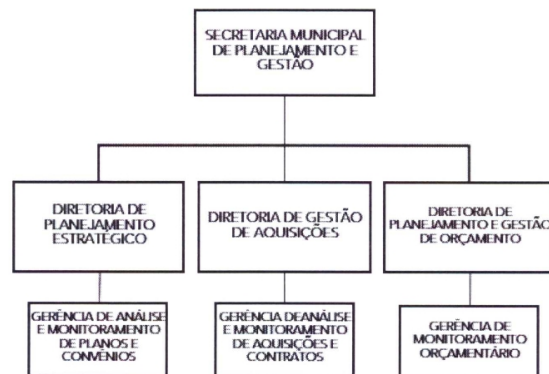 SECRETARIA MUNICIPAL
DE PLANEJAMENTO E
GESTÃO
DIRETORIA DE
PLANEJAMENTO
ESTRATÉGICO
DIRETORIA DE GESTÃO
DE AQUISIÇÕES
DIRETORIA DE
PLANEJAMENTO E GESTÃO
DE ORÇAMENTO
GERÊNCIA DE ANÁLISE
E MONITORAMENTO
DE PLANOS E
CONVÊNIOS
GERÊNCIA DEANÁLISE
E MONITORAMENTO
DE AQUISIÇÕES E
CONTRATOS
GERÊNCIA DE
MONITORAMENTO
ORÇAMENTÁRIO